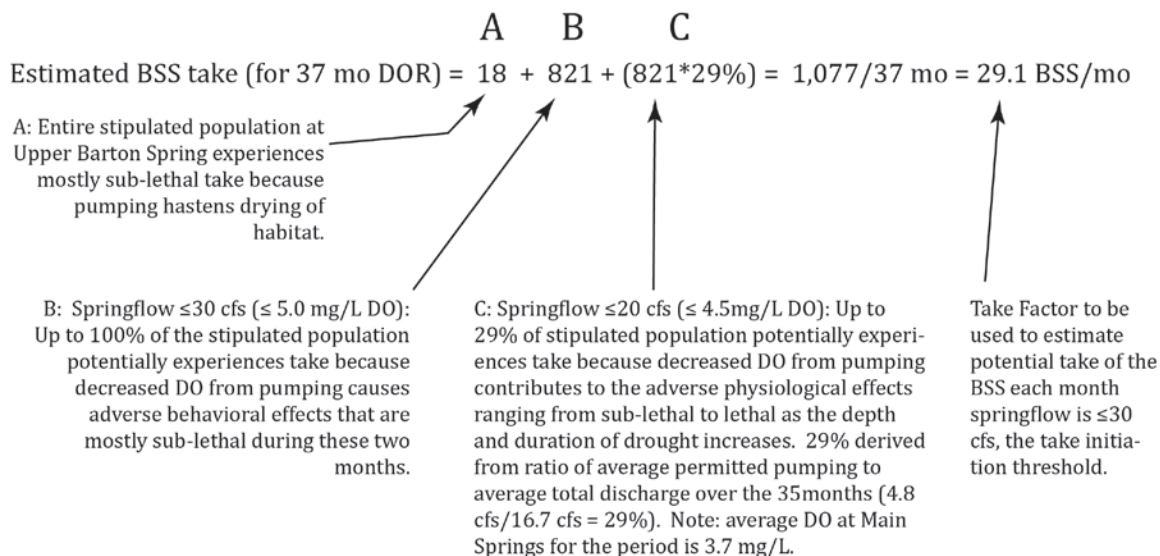 A B C
Estimated BSS take (for 37 mo DOR) = 18 + 821 + (821*29%) = 1,077/37 mo = 29.1 BSS/mo
A: Entire stipulated population at
Upper Barton Spring experiences
mostly sub-lethal take because
pumping hastens drying of
habitat.
B: Springflow ≤30 cfs (≤ 5.0 mg/L DO):
Up to 100% of the stipulated population
potentially experiences take because
decreased DO from pumping causes
adverse behavioral effects that are
mostly sub-lethal during these two
months.
C: Springflow ≤20 cfs (≤ 4.5mg/L DO): Up to
29% of stipulated population potentially experi-
ences take because decreased DO from pumping
contributes to the adverse physiological effects
ranging from sub-lethal to lethal as the depth
and duration of drought increases. 29% derived
from ratio of average permitted pumping to
average total discharge over the 35months (4.8
cfs/16.7 cfs = 29%). Note: average DO at Main
Springs for the period is 3.7 mg/L.
Take Factor to be
used to estimate
potential take of the
BSS each month
springflow is ≤30
cfs, the take initia-
tion threshold.